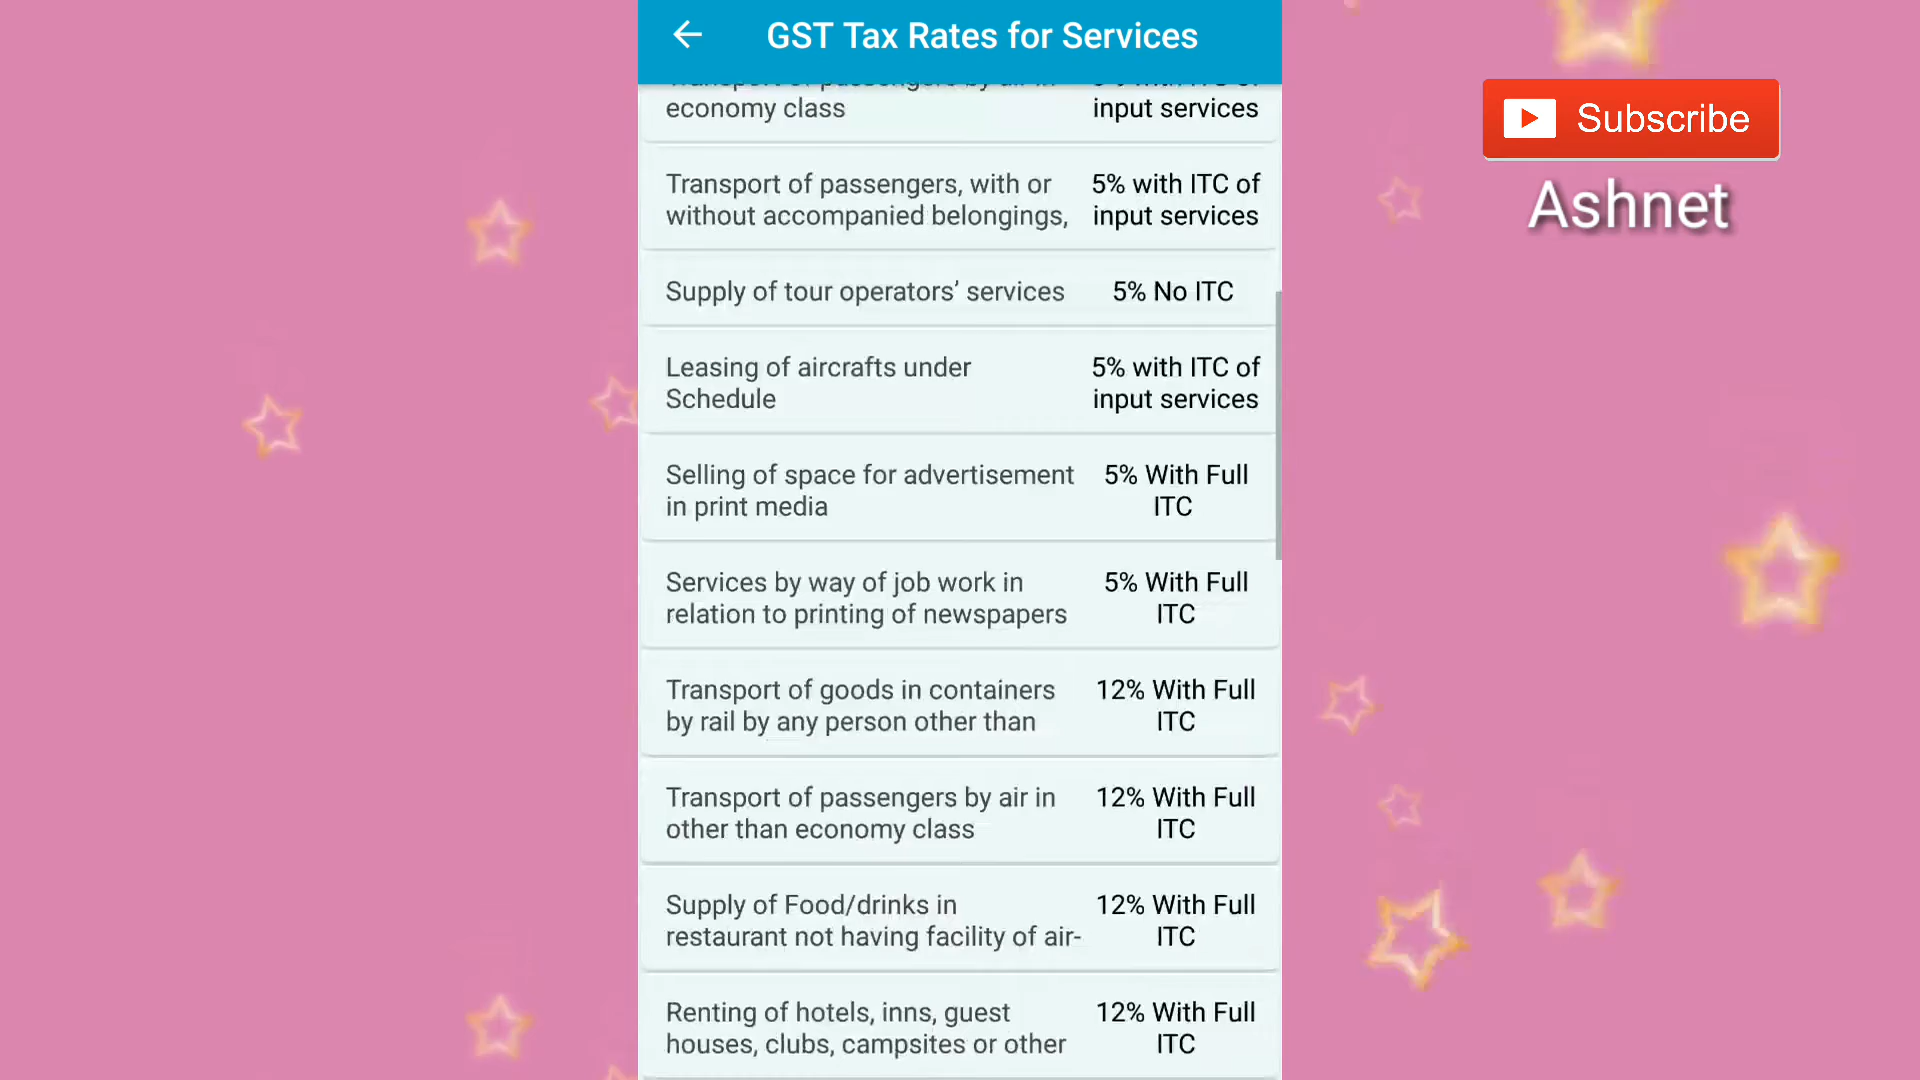 GST Tax Rates for Services
economy class
input services
Transport of passengers, with or
without accompanied belongings,
5% with ITC of
input services
Supply of tour operators’ services
5% No ITC
Leasing of aircrafts under
Schedule
5% with ITC of
input services
Selling of space for advertisement
in print media
5% With Full
ITC
Services by way of job work in
relation to printing of newspapers
5% With Full
ITC
Transport of goods in containers
by rail by any person other than
12% With Full
ITC
Transport of passengers by air in
other than economy class
12% With Full
ITC
Supply of Food/drinks in
restaurant not having facility of air-
12% With Full
ITC
Renting of hotels, inns, guest
houses, clubs, campsites or other
12% With Full
ITC
Subscribe
Ashnet